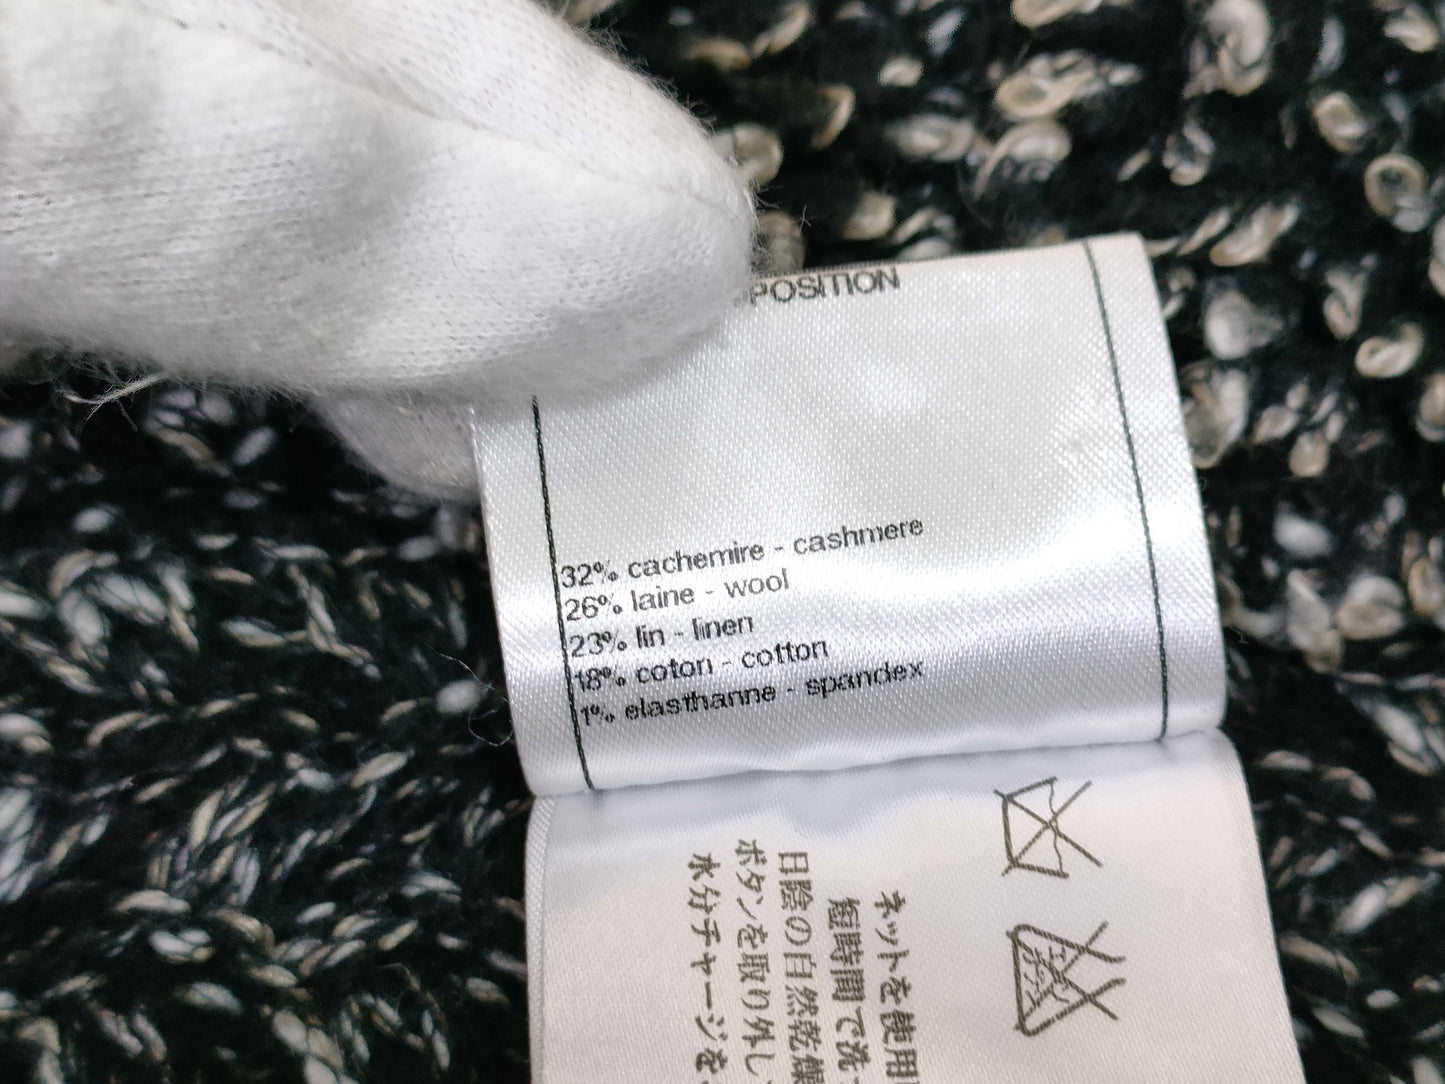 POSITION
32% cachemire - cashmere
26% laine - wool
23% lin - linen
18% coton - cotton
1% elasthanne - spandex
ネットを使用
短時間で洗
日陰の自然乾燥
ボタンを取り外し
水分チャージを